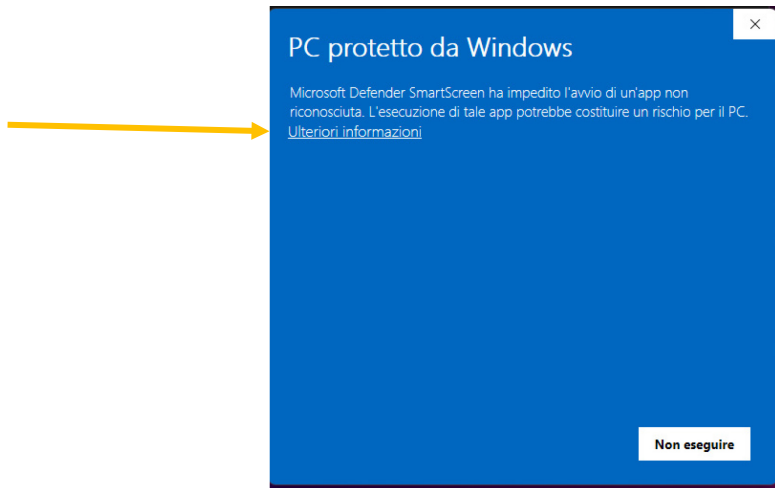 PC protetto da Windows
Microsoft Defender SmartScreen ha impedito l'avvio di un'app non
riconosciuta. L'esecuzione di tale app potrebbe costituire un rischio per il PC.
Ulteriori informazioni
Non eseguire